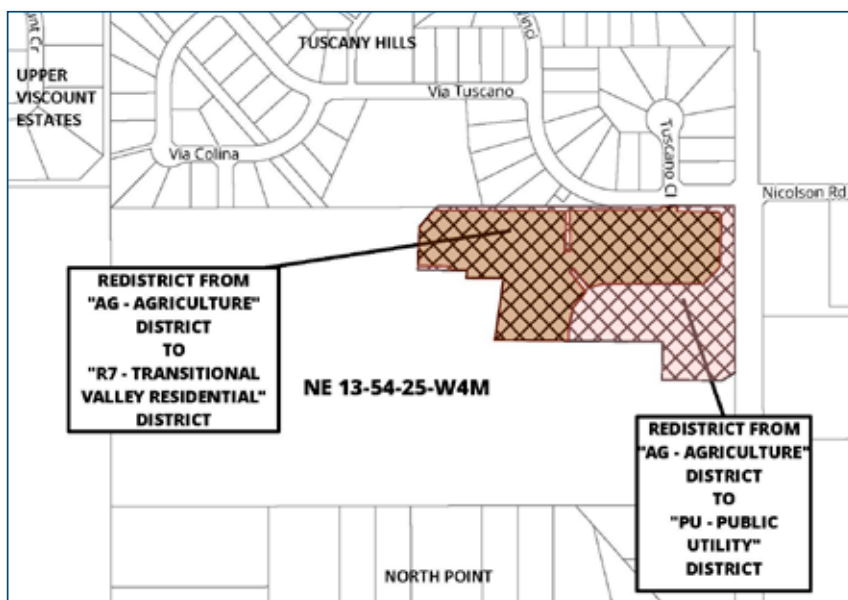 TUSCANY HILLS
UPPER
VISCOUNT
ESTATES
Via Tuscano
Via Colina
Tuscano Cl
Nicolson Rd
REDISTRICT FROM
"AG - AGRICULTURE"
DISTRICT
TO
"R7 - TRANSITIONAL
VALLEY RESIDENTIAL"
DISTRICT
NE 13-54-25-W4M
REDISTRICT FROM
"AG - AGRICULTURE"
DISTRICT
TO
"PU - PUBLIC
UTILITY"
DISTRICT
NORTH POINT